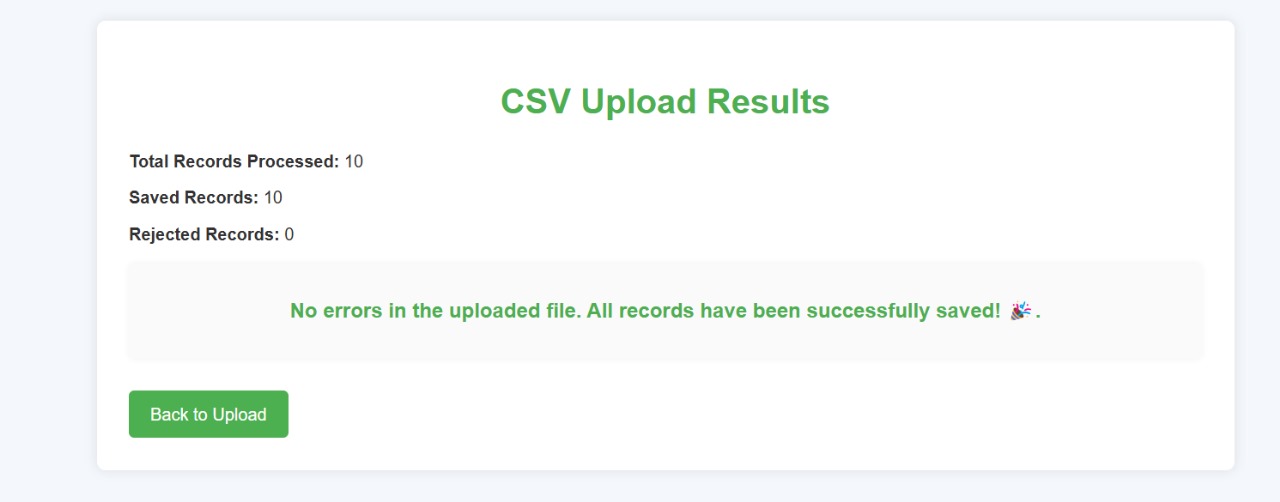 CSV Upload Results
Total Records Processed: 10
Saved Records: 10
Rejected Records: 0
No errors in the uploaded file. All records have been successfully saved! 🎉.
Back to Upload